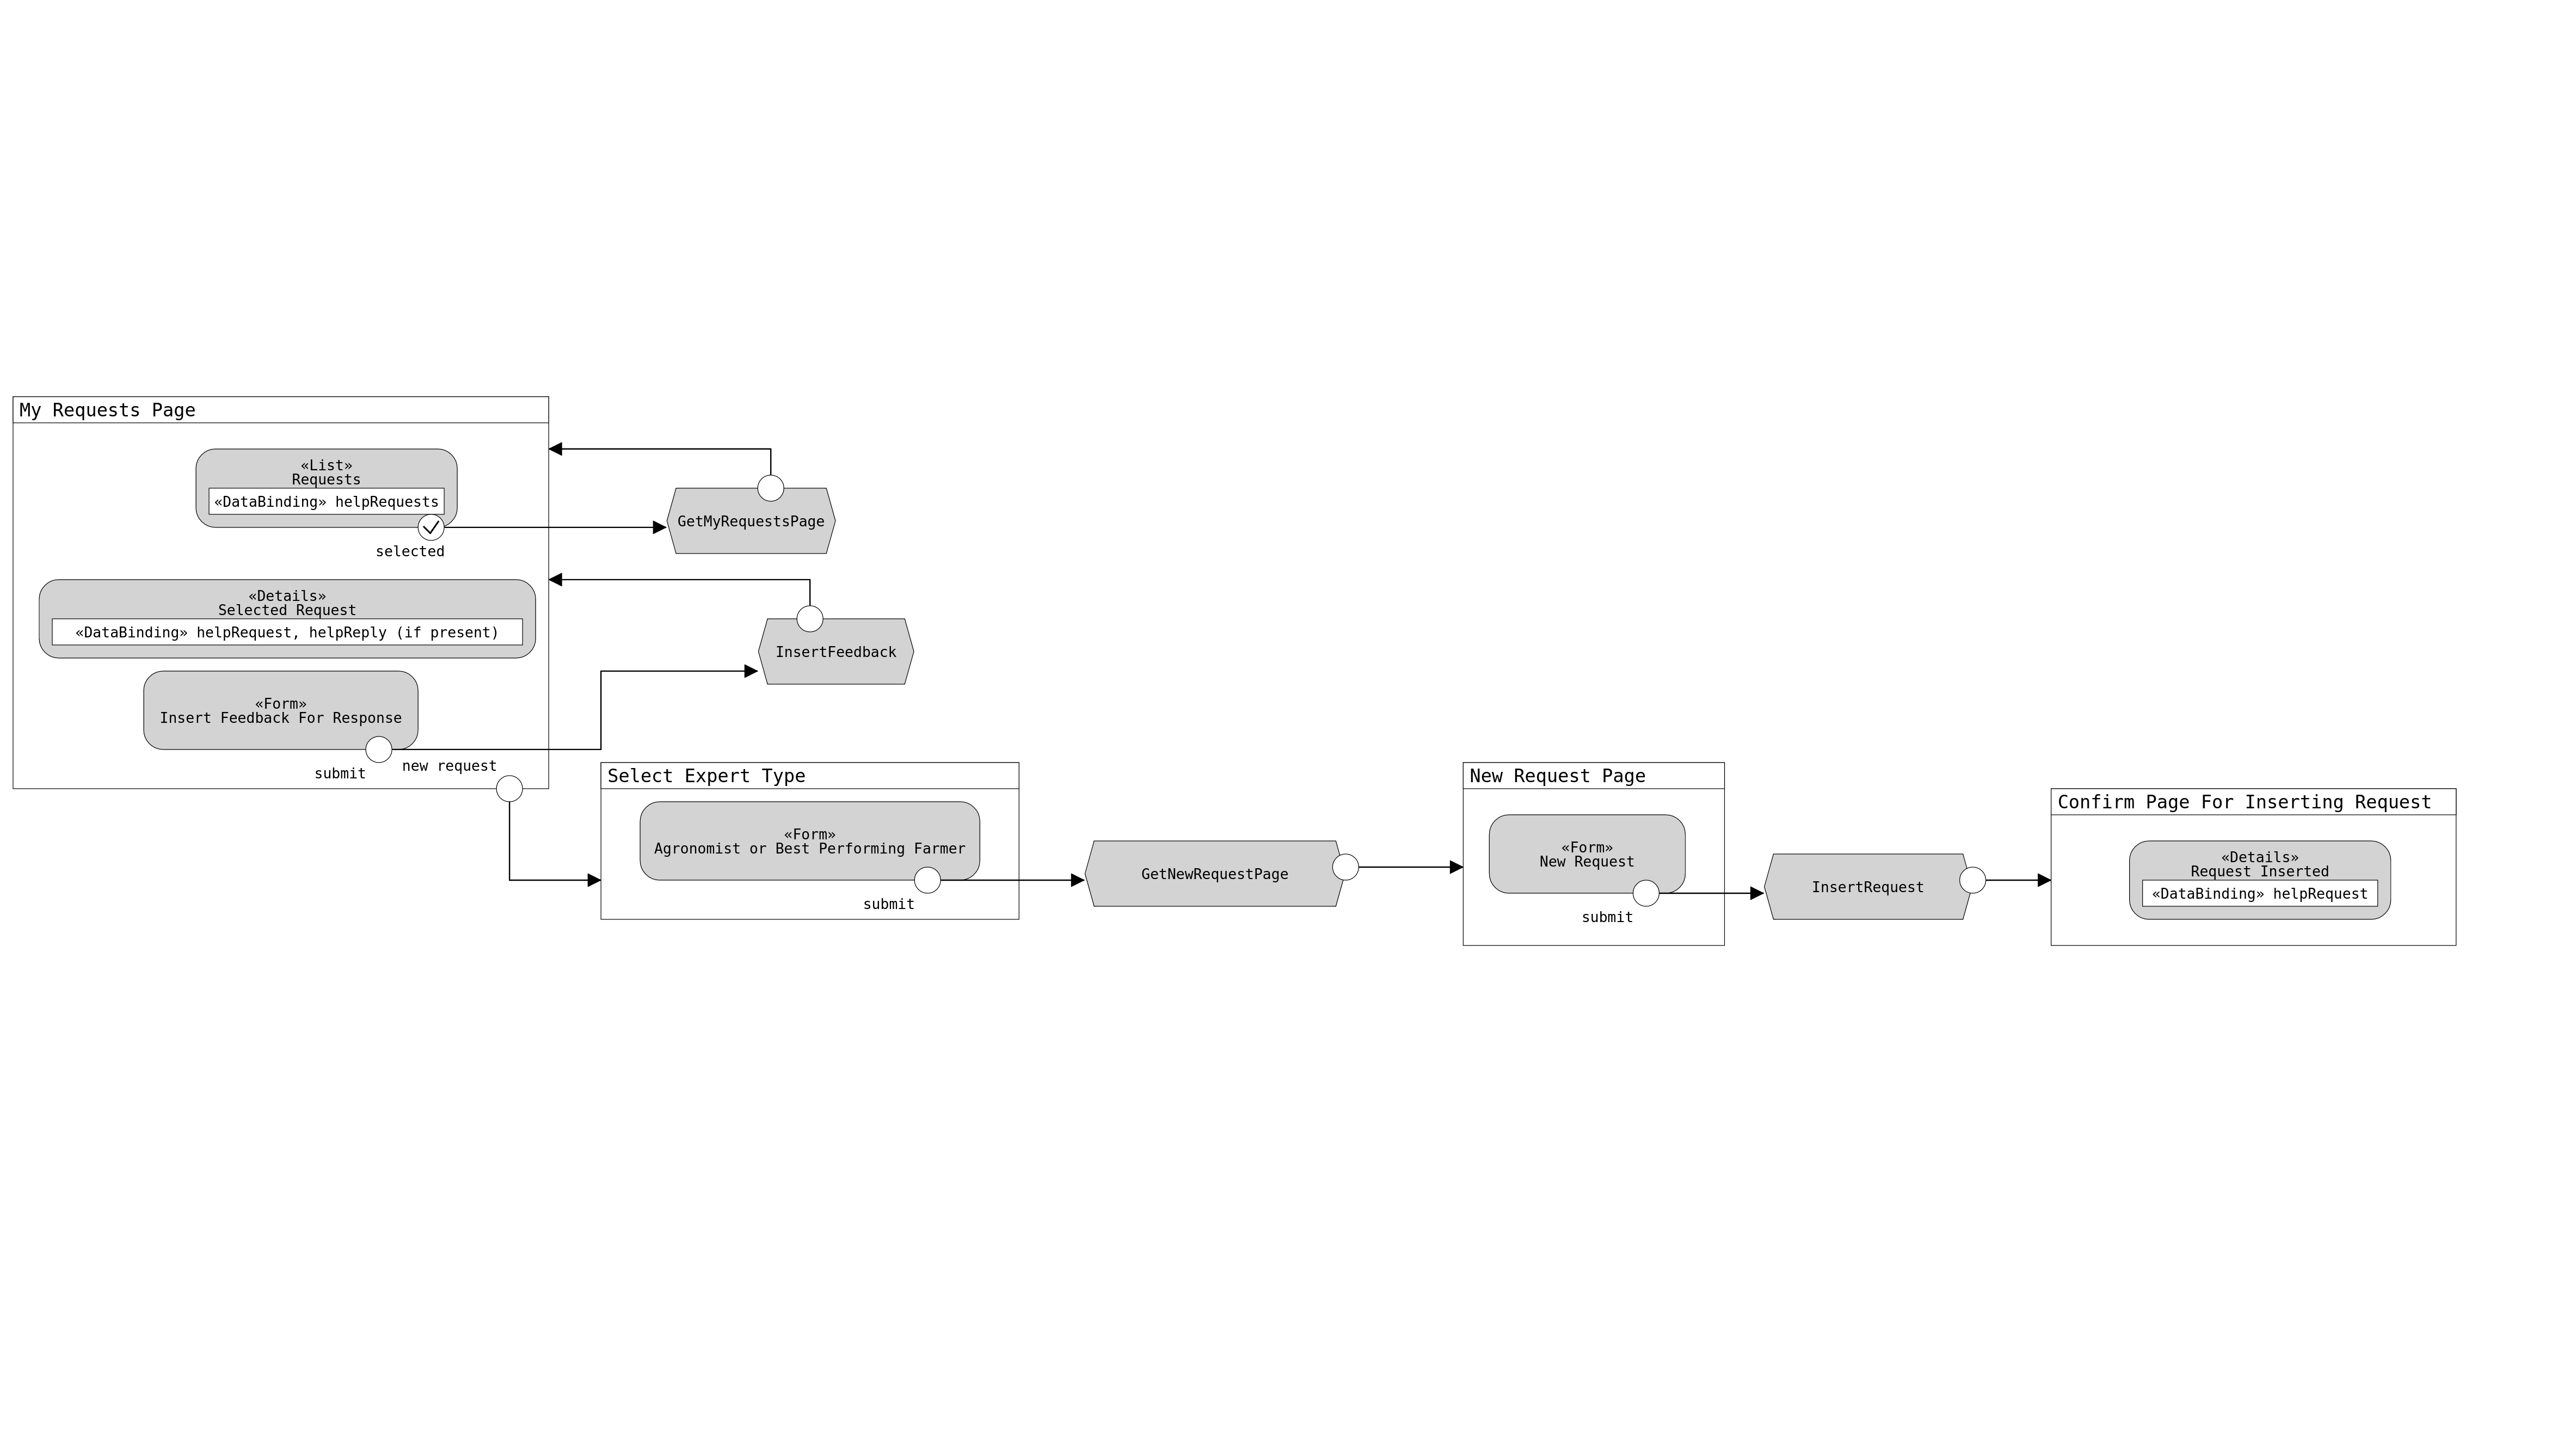 My Requests Page
«List»
Requests
«DataBinding» helpRequests
selected
GetMyRequestsPage
«Details»
Selected Request
«DataBinding» helpRequest, helpReply (if present)
InsertFeedback
«Form»
Insert Feedback For Response
submit
new request
Select Expert Type
«Form»
Agronomist or Best Performing Farmer
submit
GetNewRequestPage
New Request Page
«Form»
New Request
submit
InsertRequest
Confirm Page For Inserting Request
«Details»
Request Inserted
«DataBinding» helpRequest